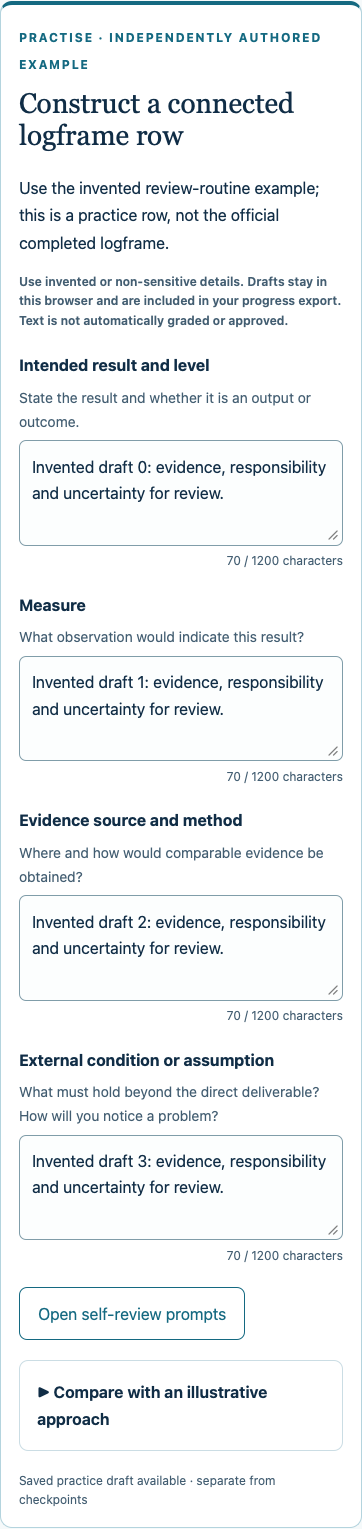 PRACTISE · INDEPENDENTLY AUTHORED
EXAMPLE
Construct a connected
logframe row
Use the invented review-routine example;
this is a practice row, not the official
completed logframe.
Use invented or non-sensitive details. Drafts stay in
this browser and are included in your progress export.
Text is not automatically graded or approved.
Intended result and level
State the result and whether it is an output or
outcome.
Invented draft 0: evidence, responsibility
and uncertainty for review.
70 / 1200 characters
Measure
What observation would indicate this result?
Invented draft 1: evidence, responsibility
and uncertainty for review.
70 / 1200 characters
Evidence source and method
Where and how would comparable evidence be
obtained?
Invented draft 2: evidence, responsibility
and uncertainty for review.
70 / 1200 characters
External condition or assumption
What must hold beyond the direct deliverable?
How will you notice a problem?
Invented draft 3: evidence, responsibility
and uncertainty for review.
70 / 1200 characters
Open self-review prompts
Compare with an illustrative
approach
Saved practice draft available · separate from
checkpoints